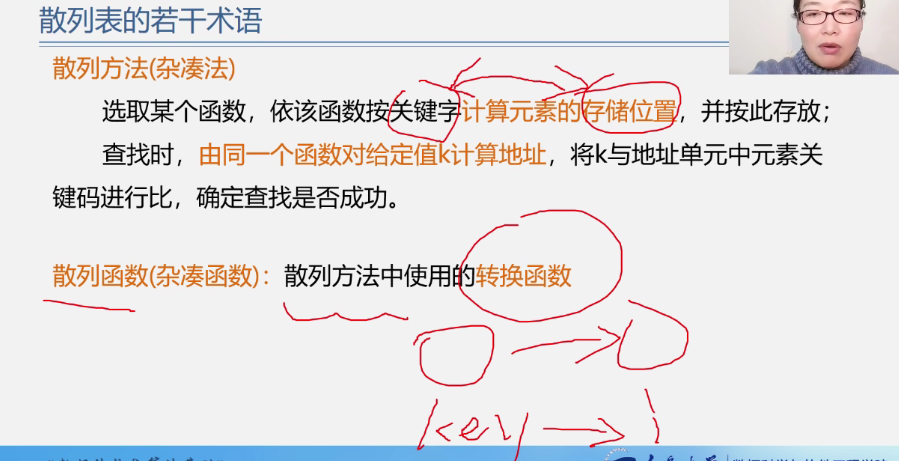 散列表的若干术语
散列方法(杂凑法)
选取某个函数，依该函数按关键字计算元素的存储位置，并按此存放；
查找时，由同一个函数对给定值k计算地址，将k与地址单元中元素关
键码进行比，确定查找是否成功。
散列函数(杂凑函数)：散列方法中使用的转换函数
key → i